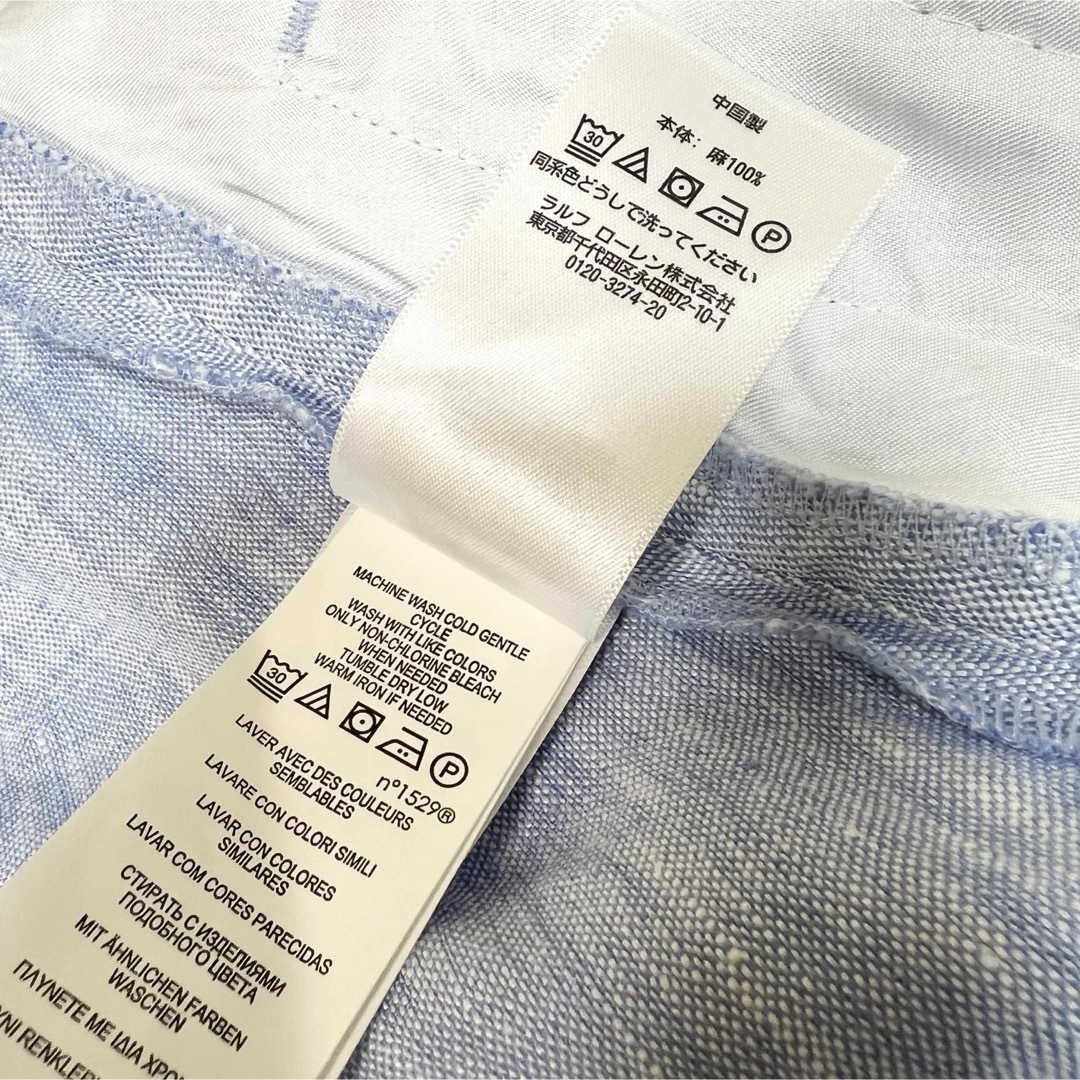 中国製
本体: 麻100%
30 P
同系色どうしで洗ってください
ラルフ ローレン株式会社
東京都千代田区永田町2-10-1
0120-3274-20
MACHINE WASH COLD GENTLE
CYCLE
WASH WITH LIKE COLORS
ONLY NON-CHLORINE BLEACH
WHEN NEEDED
TUMBLE DRY LOW
WARM IRON IF NEEDED
30 P
n°1529®
LAVER AVEC DES COULEURS
SEMBLABLES
LAVARE CON COLORI SIMILI
LAVAR CON COLORES
SIMILARES
LAVAR COM CORES PARECIDAS
СТИРАТЬ С ИЗДЕЛИЯМИ
ПОДОБНОГО ЦВЕТА
MIT ÄHNLICHEN FARBEN
WASCHEN
ΠΛΥΝΕΤΕ ΜΕ ΙΔΙΑ